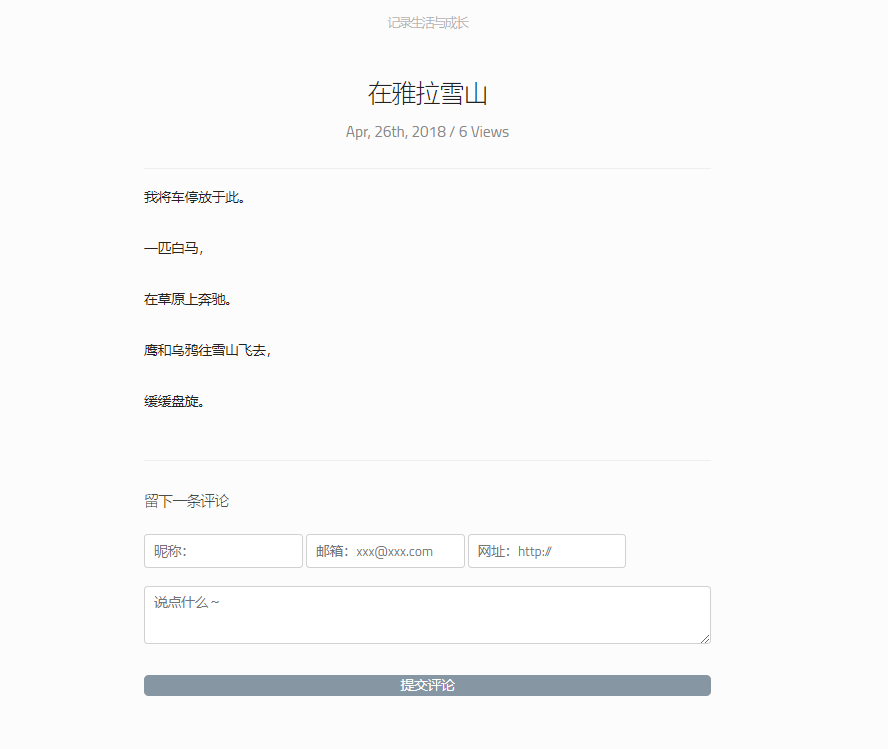 记录生活与成长
在雅拉雪山
Apr, 26th, 2018 / 6 Views
我将车停放于此。
一匹白马，
在草原上奔驰。
鹰和乌鸦往雪山飞去，
缓缓盘旋。
留下一条评论
昵称： 邮箱：xxx@xxx.com 网址：http://
说点什么～
提交评论